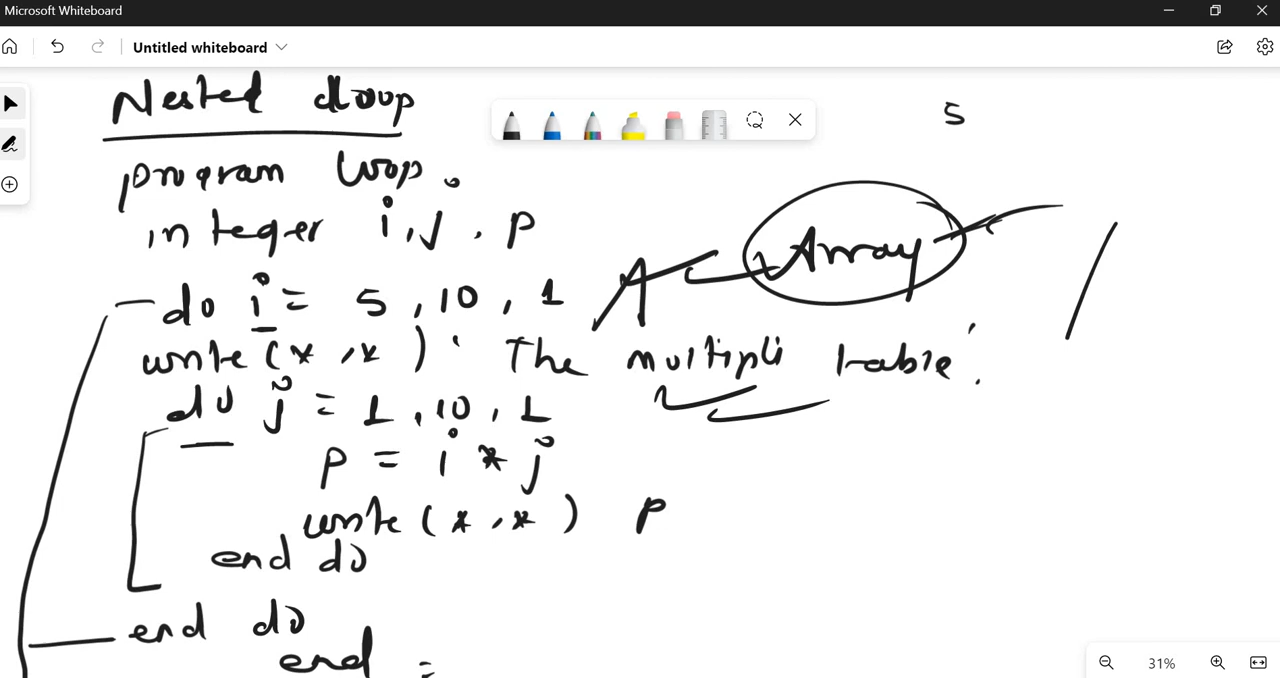 Microsoft Whiteboard
Untitled whiteboard
Nested Loop
5
program loop.
integer i,j, p
Array
do i = 5, 10, 1
A
write(*,*) ' The multipli table'.
do j = 1, 10, 1
p = i * j
write(*,*) p
end do
end do
end
31%